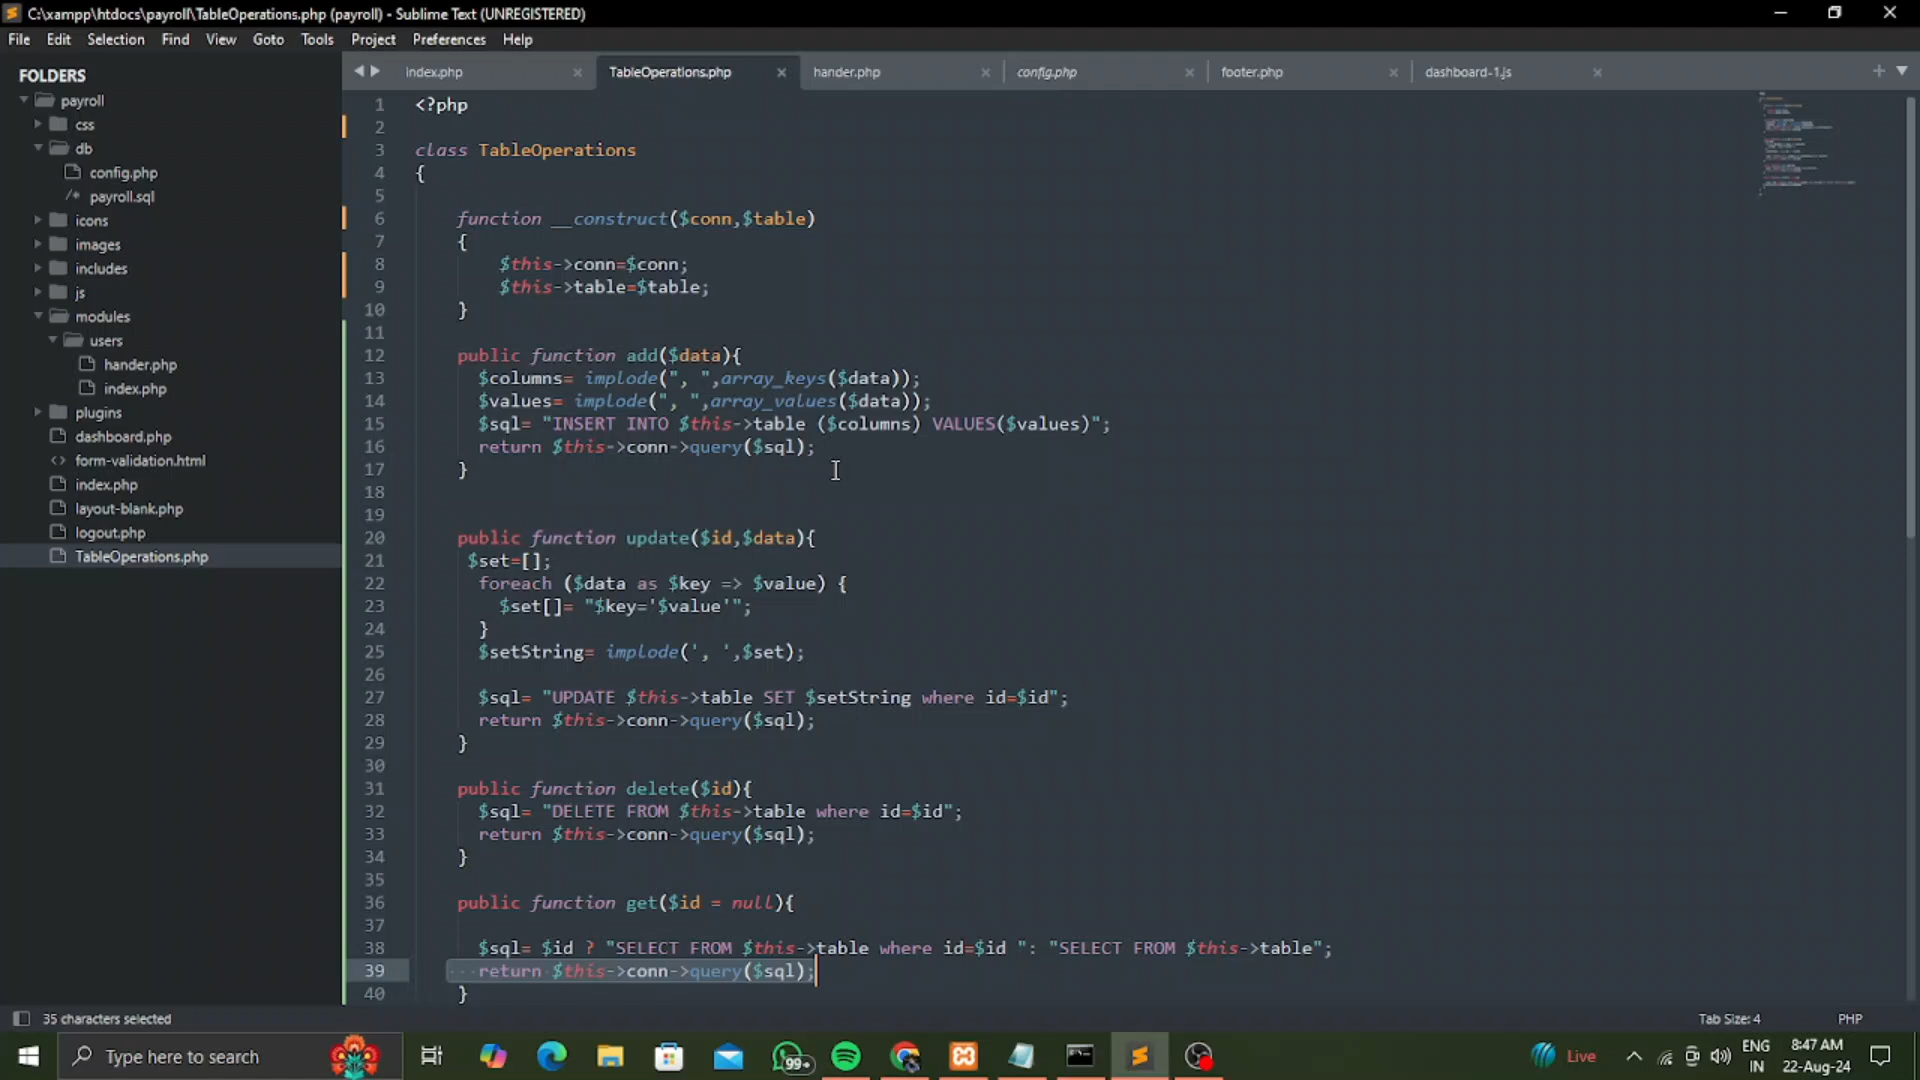 C:\xampp\htdocs\payroll\TableOperations.php (payroll) - Sublime Text (UNREGISTERED)
File Edit Selection Find View Goto Tools Project Preferences Help
FOLDERS
payroll
css
db
config.php
/* payroll.sql
icons
images
includes
js
modules
users
hander.php
index.php
plugins
dashboard.php
<> form-validation.html
index.php
layout-blank.php
logout.php
TableOperations.php
index.php TableOperations.php hander.php config.php footer.php dashboard-1.js
1 <?php
2
3 class TableOperations
4 {
5
6 function __construct($conn,$table)
7 {
8 $this->conn=$conn;
9 $this->table=$table;
10 }
11
12 public function add($data){
13 $columns= implode(", ",array_keys($data));
14 $values= implode(", ",array_values($data));
15 $sql= "INSERT INTO $this->table ($columns) VALUES($values)";
16 return $this->conn->query($sql);
17 }
18
19
20 public function update($id,$data){
21 $set=[];
22 foreach ($data as $key => $value) {
23 $set[]= "$key='$value'";
24 }
25 $setString= implode(', ',$set);
26
27 $sql= "UPDATE $this->table SET $setString where id=$id";
28 return $this->conn->query($sql);
29 }
30
31 public function delete($id){
32 $sql= "DELETE FROM $this->table where id=$id";
33 return $this->conn->query($sql);
34 }
35
36 public function get($id = null){
37
38 $sql= $id ? "SELECT FROM $this->table where id=$id ": "SELECT FROM $this->table";
39 return $this->conn->query($sql);
40 }
35 characters selected Tab Size: 4 PHP
Type here to search 99+ Live ENG IN 8:47 AM 22-Aug-24